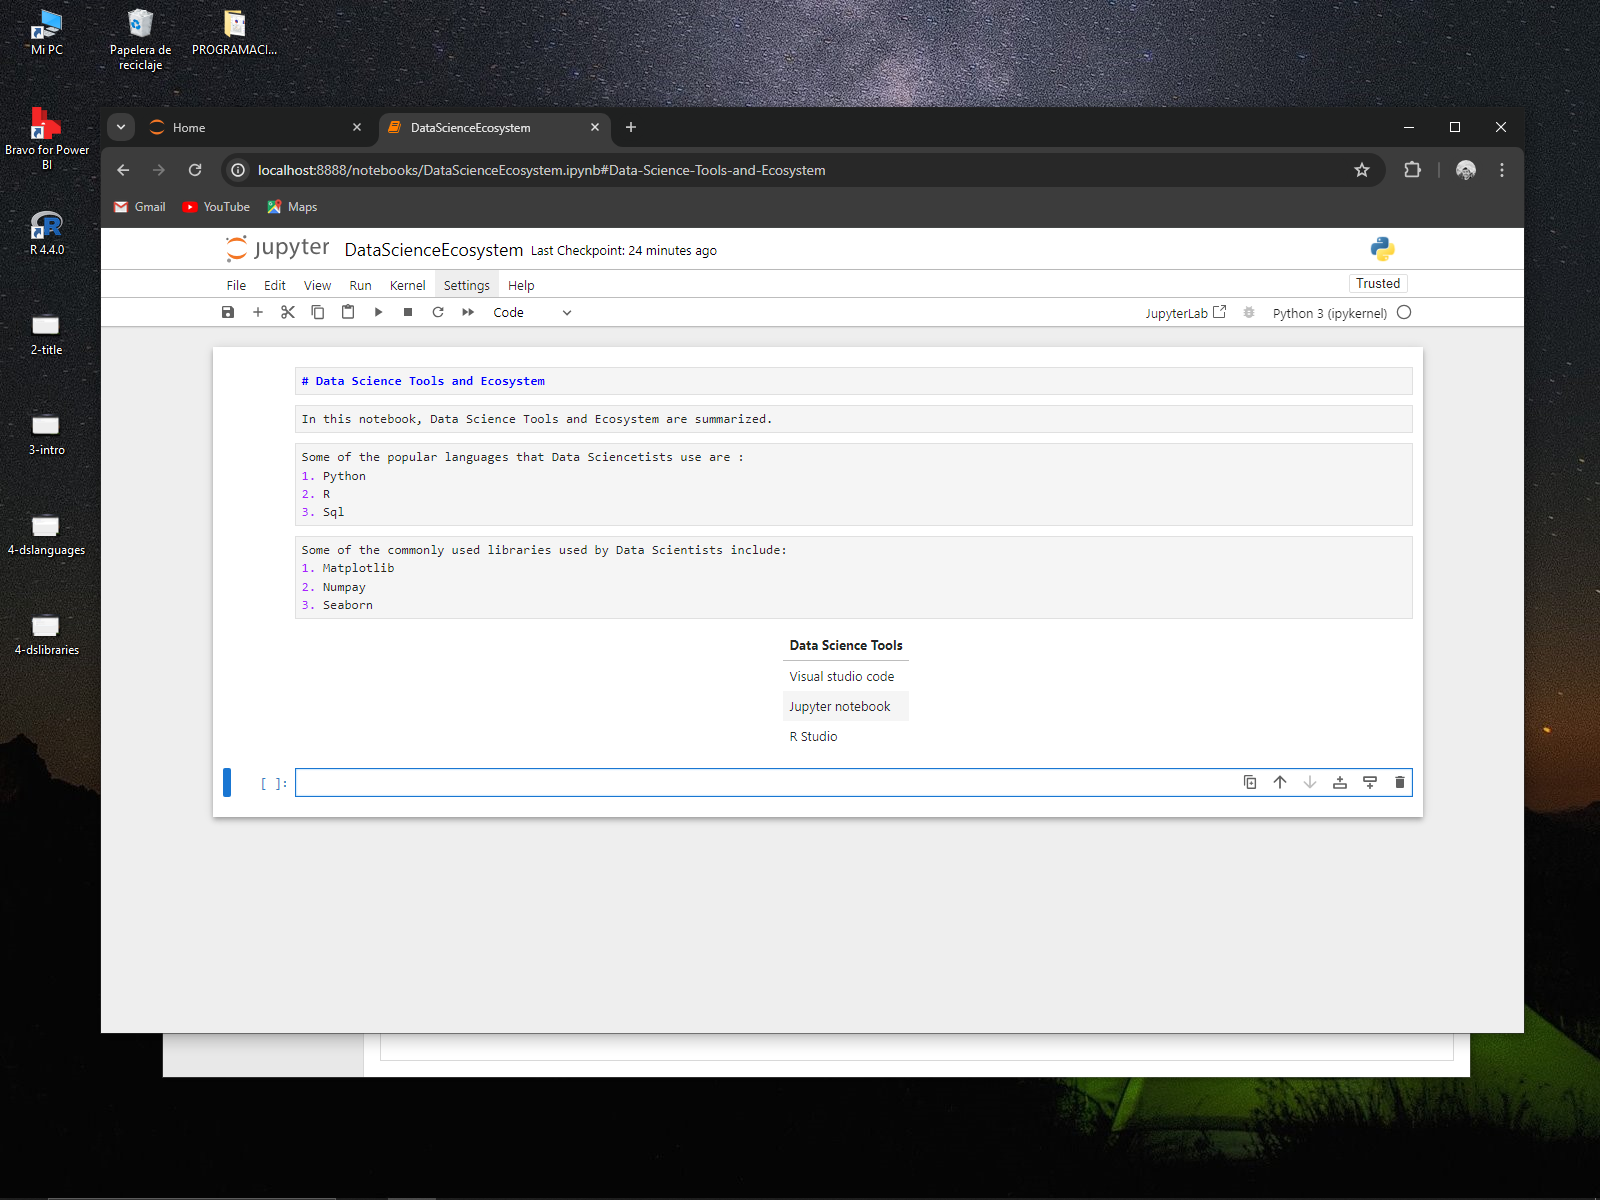 Mi PC
Papelera de
reciclaje
PROGRAMACI...
Bravo for Power
BI
R 4.4.0
2-title
3-intro
4-dslanguages
4-dslibraries
Home
DataScienceEcosystem
localhost:8888/notebooks/DataScienceEcosystem.ipynb#Data-Science-Tools-and-Ecosystem
Gmail YouTube Maps
jupyter DataScienceEcosystem Last Checkpoint: 24 minutes ago
File Edit View Run Kernel Settings Help Trusted
Code JupyterLab Python 3 (ipykernel)
# Data Science Tools and Ecosystem
In this notebook, Data Science Tools and Ecosystem are summarized.
Some of the popular languages that Data Sciencetists use are :
1. Python
2. R
3. Sql
Some of the commonly used libraries used by Data Scientists include:
1. Matplotlib
2. Numpay
3. Seaborn
Data Science Tools
Visual studio code
Jupyter notebook
R Studio
[ ]: